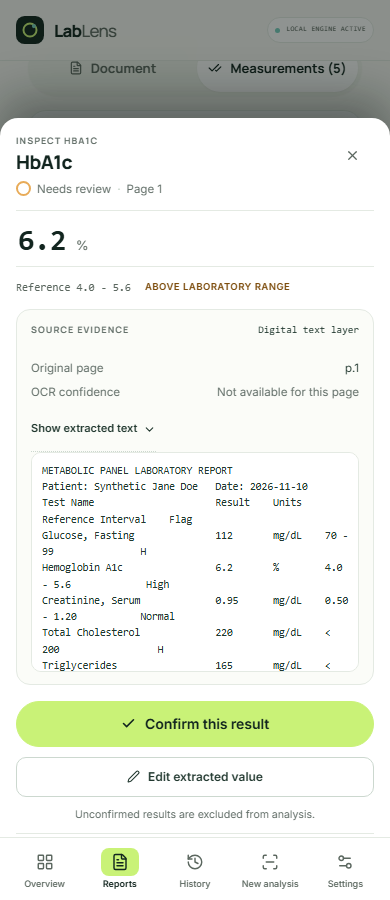 LabLens
LOCAL ENGINE ACTIVE
Document
Measurements (5)
INSPECT HBA1C
HbA1c
Needs review · Page 1
6.2 %
Reference 4.0 - 5.6 ABOVE LABORATORY RANGE
SOURCE EVIDENCE Digital text layer
Original page p.1
OCR confidence Not available for this page
Show extracted text
METABOLIC PANEL LABORATORY REPORT
Patient: Synthetic Jane Doe Date: 2026-11-10
Test Name Result Units
Reference Interval Flag
Glucose, Fasting 112 mg/dL 70 -
99 H
Hemoglobin A1c 6.2 % 4.0
- 5.6 High
Creatinine, Serum 0.95 mg/dL 0.50
- 1.20 Normal
Total Cholesterol 220 mg/dL <
200 H
Triglycerides 165 mg/dL <
Confirm this result
Edit extracted value
Unconfirmed results are excluded from analysis.
Overview Reports History New analysis Settings